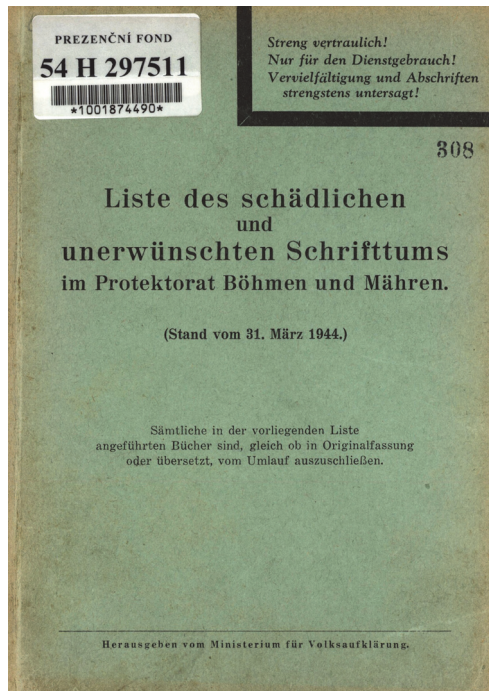 PREZENČNÍ FOND
54 H 297511
*1001874490*
Streng vertraulich!
Nur für den Dienstgebrauch!
Vervielfältigung und Abschriften
strengstens untersagt!
308
Liste des schädlichen
und
unerwünschten Schrifttums
im Protektorat Böhmen und Mähren.
(Stand vom 31. März 1944.)
Sämtliche in der vorliegenden Liste
angeführten Bücher sind, gleich ob in Originalfassung
oder übersetzt, vom Umlauf auszuschließen.
Herausgeben vom Ministerium für Volksaufklärung.